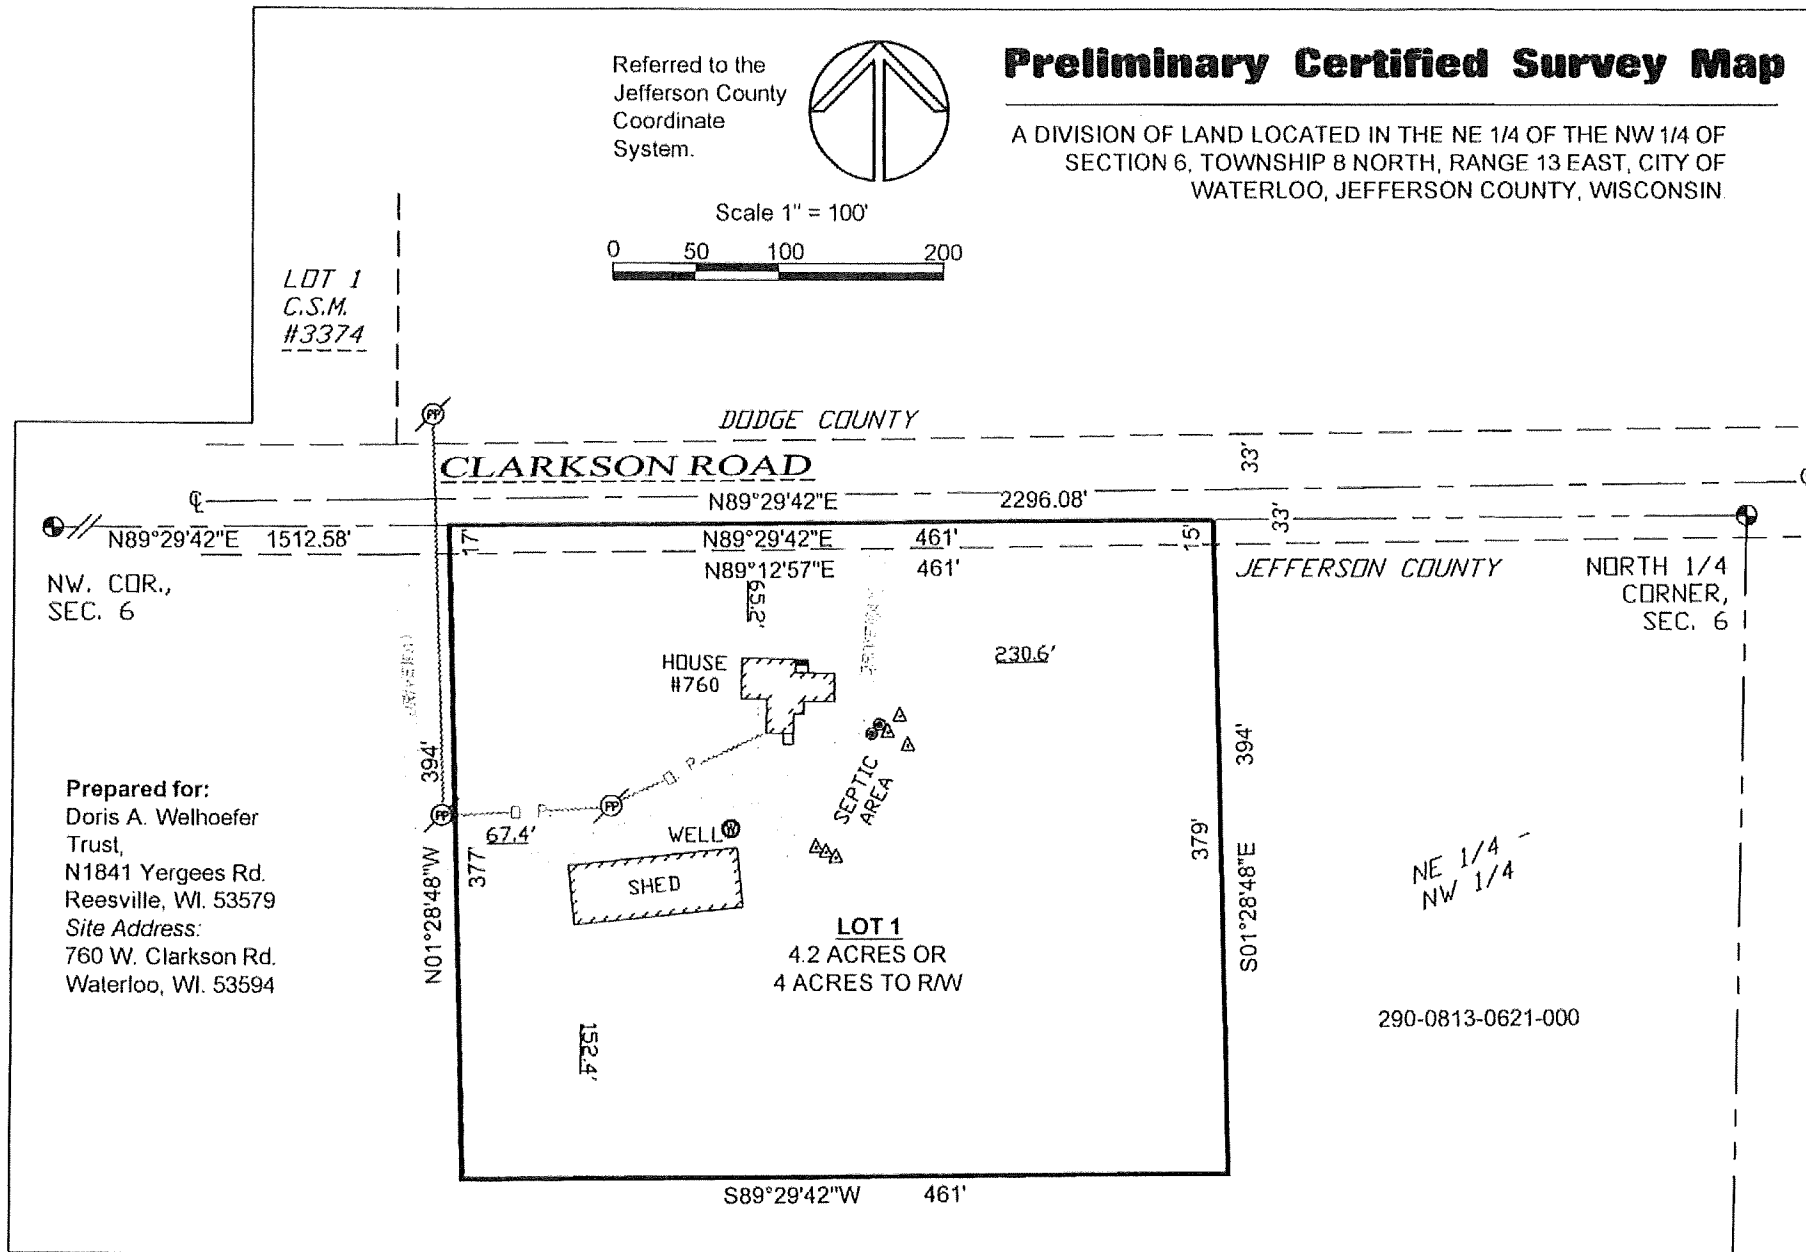 Referred to the
Jefferson County
Coordinate
System.
Preliminary Certified Survey Map
A DIVISION OF LAND LOCATED IN THE NE 1/4 OF THE NW 1/4 OF
SECTION 6, TOWNSHIP 8 NORTH, RANGE 13 EAST, CITY OF
WATERLOO, JEFFERSON COUNTY, WISCONSIN.
Scale 1" = 100'
0 50 100 200
LOT 1
C.S.M.
#3374
PP
DODGE COUNTY
CLARKSON ROAD
33'
℄ N89°29'42"E 2296.08'
33'
N89°29'42"E 1512.58'
17'
N89°29'42"E 461'
15'
N89°12'57"E 461'
JEFFERSON COUNTY
NW. COR.,
SEC. 6
NORTH 1/4
CORNER,
SEC. 6
65.2'
DRIVEWAY
DRIVEWAY
HOUSE
#760
230.6'
394'
394'
O P
SEPTIC
AREA
Prepared for:
Doris A. Welhoefer
Trust,
N1841 Yergees Rd.
Reesville, WI. 53579
Site Address:
760 W. Clarkson Rd.
Waterloo, WI. 53594
PP
O P
PP
67.4'
WELL W
377'
379'
SHED
N01°28'48"W
S01°28'48"E
NE 1/4 -
NW 1/4
LOT 1
4.2 ACRES OR
4 ACRES TO R/W
290-0813-0621-000
152.4'
S89°29'42"W 461'